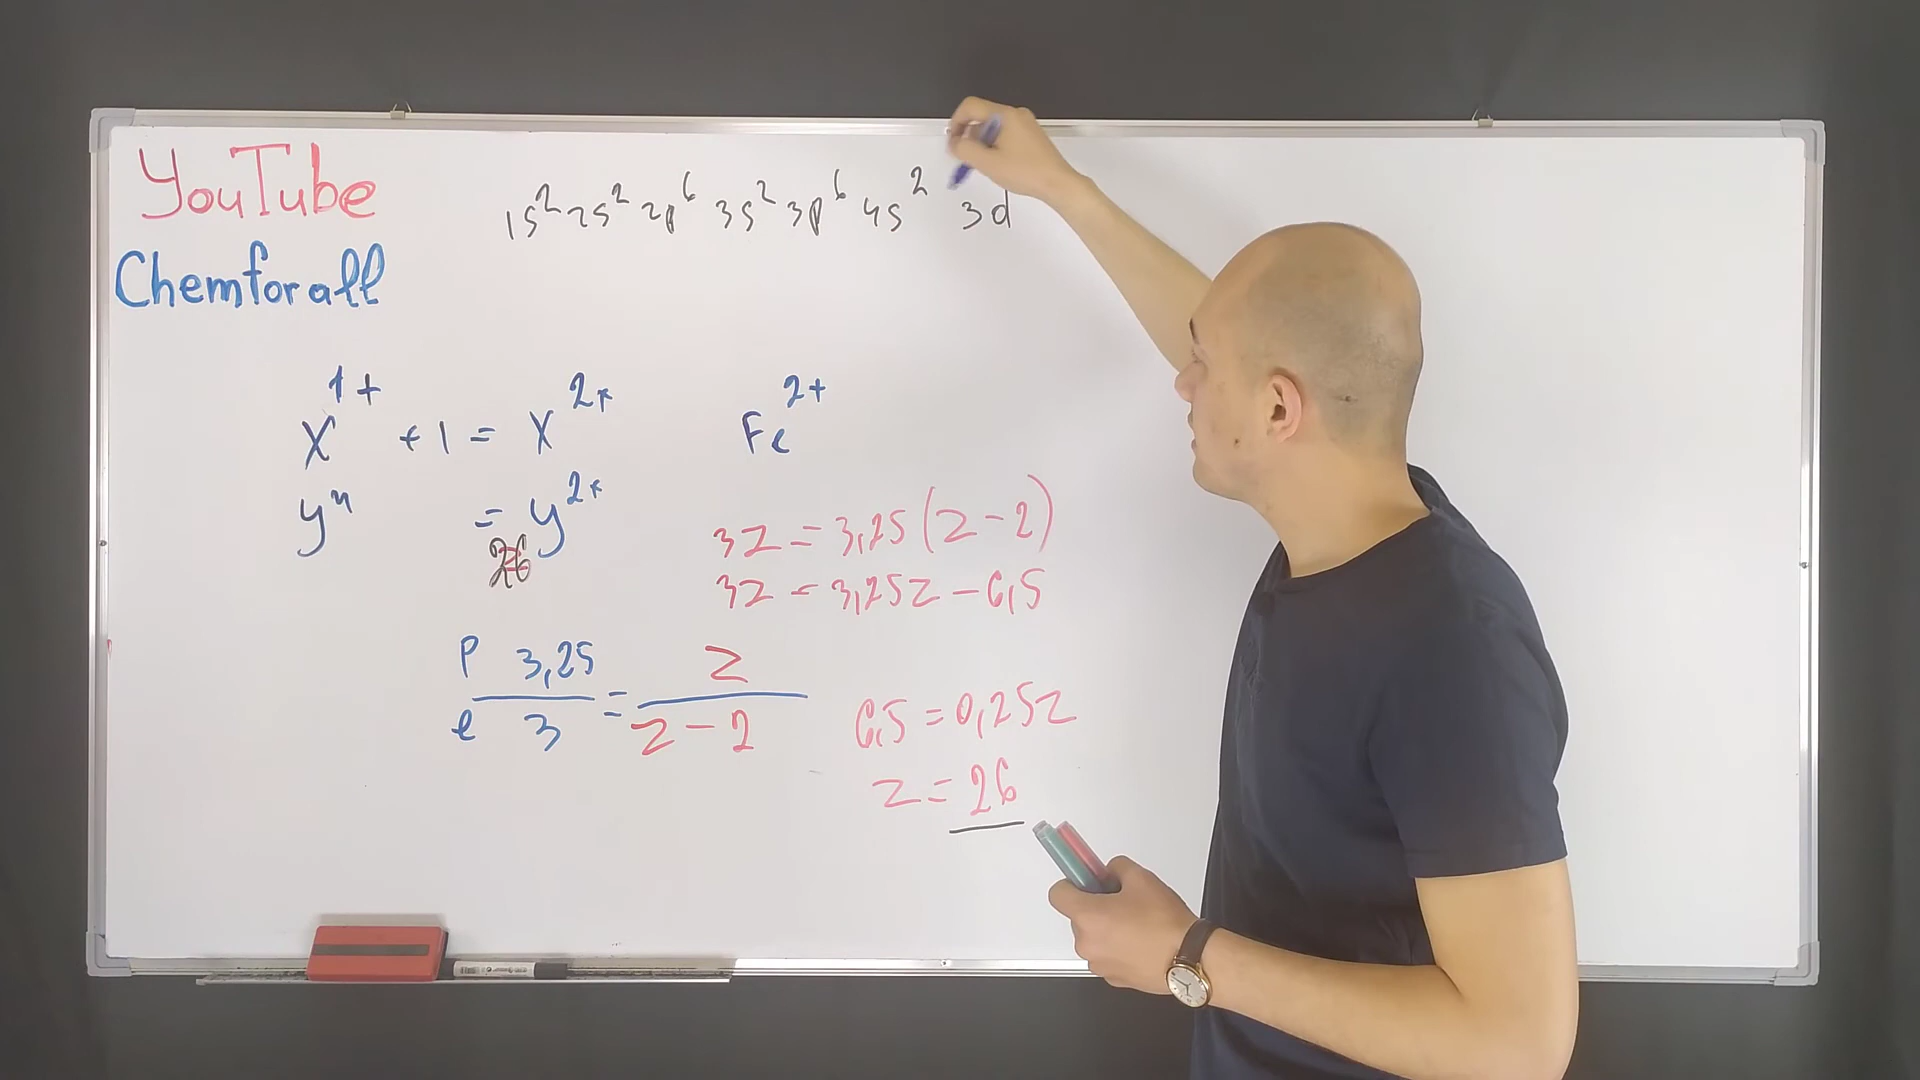 YouTube
Chemforall
1s² 2s² 2p⁶ 3s² 3p⁶ 4s² 3d
X¹⁺ + 1 = X²⁺
Fe²⁺
yⁿ = y²⁺
26
3z = 3,25(z-2)
3z = 3,25z - 6,5
P 3,25 = z
e 3 z-2
6,5 = 0,25z
z = 26